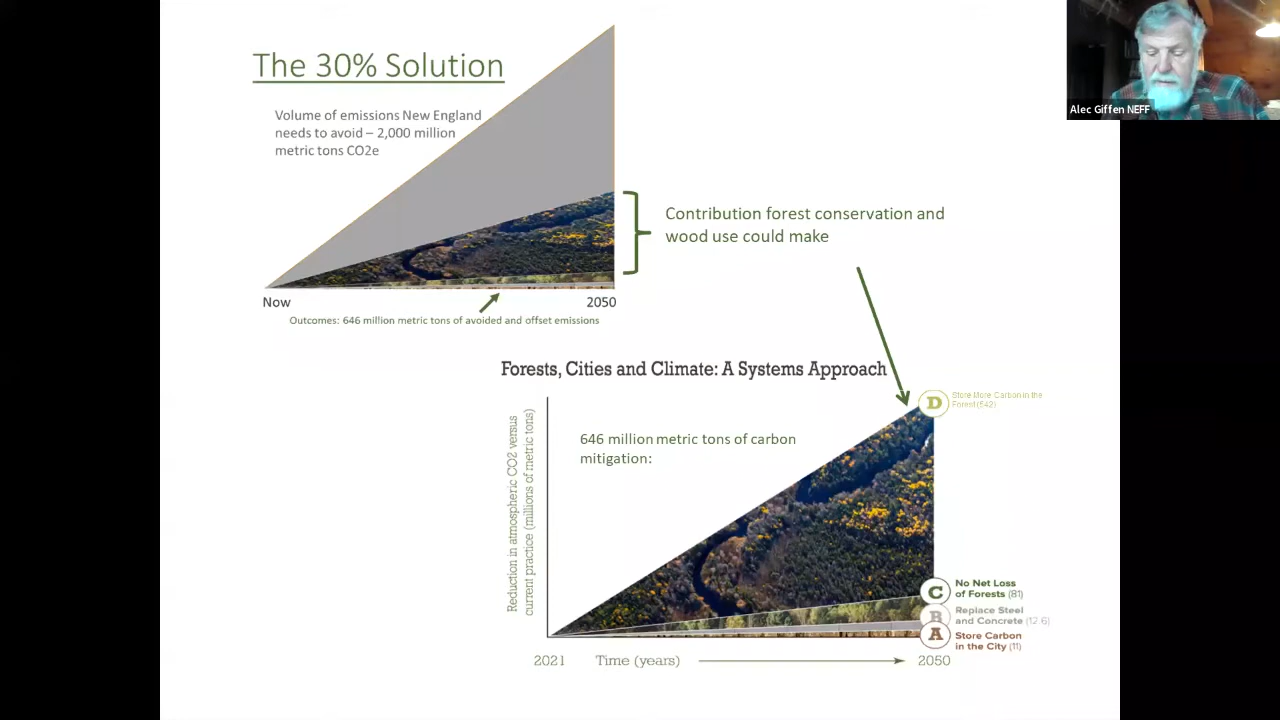 The 30% Solution
Volume of emissions New England
needs to avoid – 2,000 million
metric tons CO2e
Contribution forest conservation and
wood use could make
Now
2050
Outcomes: 646 million metric tons of avoided and offset emissions
Alec Giffen NEFF
Forests, Cities and Climate: A Systems Approach
Reduction in atmospheric CO2 versus
current practice (millions of metric tons)
646 million metric tons of carbon
mitigation:
D
Store More Carbon in the
Forest (542)
C
No Net Loss
of Forests (81)
B
Replace Steel
and Concrete (12.6)
A
Store Carbon
in the City (11)
2021
Time (years)
2050